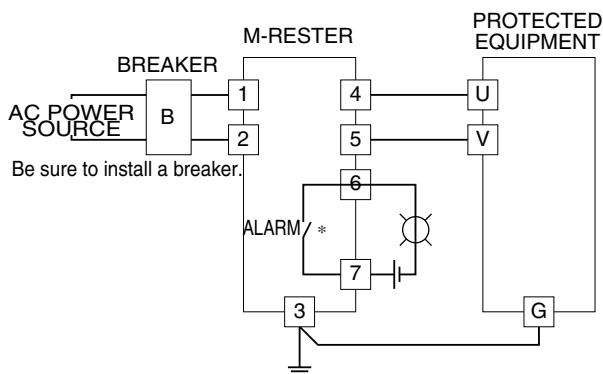 PROTECTED
EQUIPMENT
M-RESTER
BREAKER
1
4
U
AC POWER
SOURCE
B
2
5
V
Be sure to install a breaker.
6
ALARM
*
7
3
G